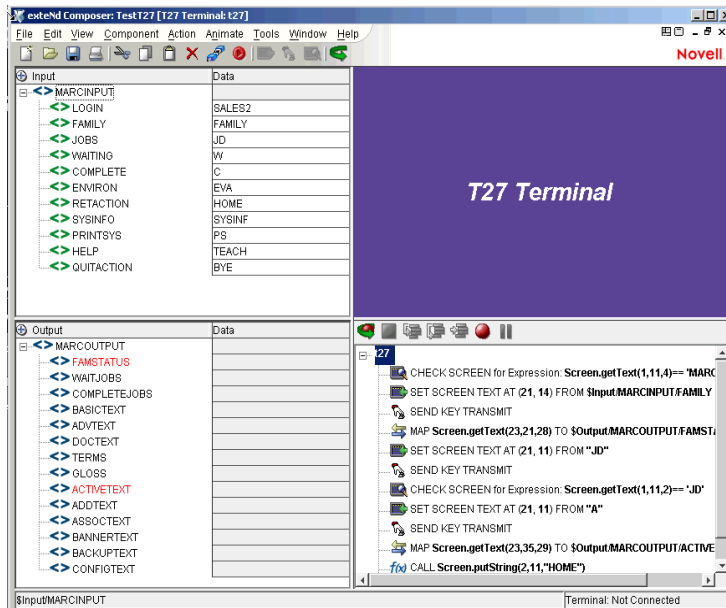 exteNd Composer: TestT27 [T27 Terminal: t27]
File Edit View Component Action Animate Tools Window Help
Novell
Input Data
MARCINPUT
LOGIN SALES2
FAMILY FAMILY
JOBS JD
WAITING W
COMPLETE C
ENVIRON EVA
RETACTION HOME
SYSINFO SYSINF
PRINTSYS PS
HELP TEACH
QUITACTION BYE
T27 Terminal
Output Data
MARCOUTPUT
FAMSTATUS
WAITJOBS
COMPLETEJOBS
BASICTEXT
ADVTEXT
DOCTEXT
TERMS
GLOSS
ACTIVETEXT
ADDTEXT
ASSOCTEXT
BANNERTEXT
BACKUPTEXT
CONFIGTEXT
t27
CHECK SCREEN for Expression: Screen.getText(1,11,4)== 'MARC
SET SCREEN TEXT AT (21, 14) FROM $Input/MARCINPUT/FAMILY
SEND KEY TRANSMIT
MAP Screen.getText(23,21,28) TO $Output/MARCOUTPUT/FAMST
SET SCREEN TEXT AT (21, 11) FROM "JD"
SEND KEY TRANSMIT
CHECK SCREEN for Expression: Screen.getText(1,11,2)== 'JD'
SET SCREEN TEXT AT (21, 11) FROM "A"
SEND KEY TRANSMIT
MAP Screen.getText(23,35,29) TO $Output/MARCOUTPUT/ACTIVE
f(x) CALL Screen.putString(2,11,"HOME")
$Input/MARCINPUT
Terminal: Not Connected